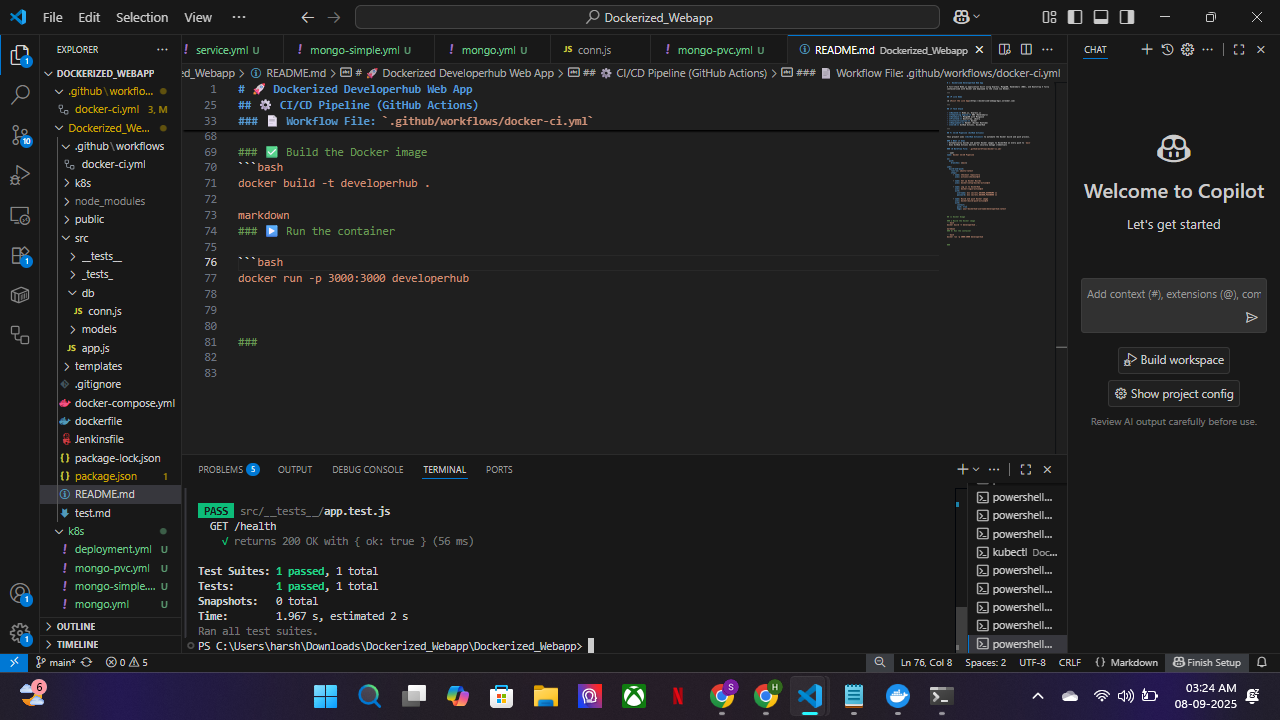 File Edit Selection View ···
Dockerized_Webapp
EXPLORER ···
DOCKERIZED_WEBAPP
.github\workflo...
docker-ci.yml 3, M
Dockerized_We...
.github\workflows
docker-ci.yml
k8s
node_modules
public
src
__tests__
_tests_
db
conn.js
models
app.js
templates
.gitignore
docker-compose.yml
dockerfile
Jenkinsfile
package-lock.json
package.json 1
README.md
test.md
k8s
deployment.yml U
mongo-pvc.yml U
mongo-simple.... U
mongo.yml U
OUTLINE
TIMELINE
service.yml U
mongo-simple.yml U
mongo.yml U
conn.js
mongo-pvc.yml U
README.md Dockerized_Webapp
ed_Webapp > README.md > # 🚀 Dockerized Developerhub Web App > ## ⚙️ CI/CD Pipeline (GitHub Actions) > ### 📄 Workflow File: .github/workflows/docker-ci.yml
1 # 🚀 Dockerized Developerhub Web App
25 ## ⚙️ CI/CD Pipeline (GitHub Actions)
33 ### 📄 Workflow File: `.github/workflows/docker-ci.yml`
68
69 ### ✅ Build the Docker image
70 ```bash
71 docker build -t developerhub .
72
73 markdown
74 ### ▶️ Run the container
75
76 ```bash
77 docker run -p 3000:3000 developerhub
78
79
80
81 ###
82
83
PROBLEMS 5 OUTPUT DEBUG CONSOLE TERMINAL PORTS
PASS src/__tests__/app.test.js
GET /health
√ returns 200 OK with { ok: true } (56 ms)
Test Suites: 1 passed, 1 total
Tests: 1 passed, 1 total
Snapshots: 0 total
Time: 1.967 s, estimated 2 s
Ran all test suites.
PS C:\Users\harsh\Downloads\Dockerized_Webapp\Dockerized_Webapp>
powershell...
powershell...
powershell...
kubectl Doc...
powershell...
powershell...
powershell...
powershell...
powershell...
CHAT
Welcome to Copilot
Let's get started
Add context (#), extensions (@), com
Build workspace
Show project config
Review AI output carefully before use.
1
10
1
1
1
main* 0 5
Ln 76, Col 8 Spaces: 2 UTF-8 CRLF { } Markdown Finish Setup
6
S
H
0:24 AM
08-09-2025